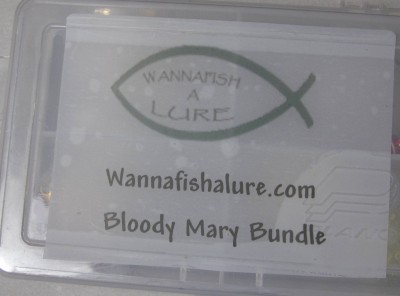 WANNAFISH
A
LURE
Wannafishalure.com
Bloody Mary Bundle